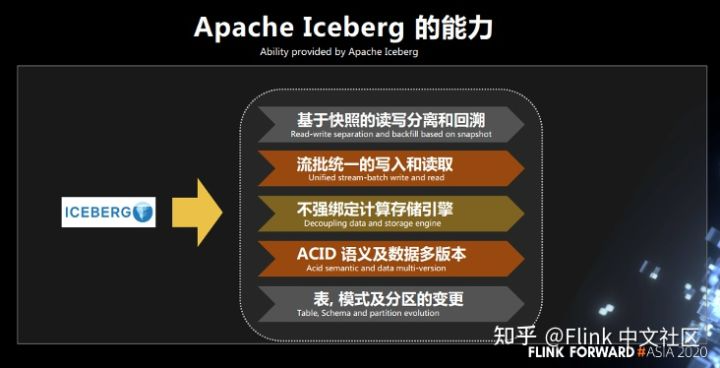 Apache Iceberg 的能力
Ability provided by Apache Iceberg
基于快照的读写分离和回溯
Read-write separation and backfill based on snapshot
流批统一的写入和读取
Unified stream-batch write and read
ICEBERG
不强绑定计算存储引擎
Decoupling data and storage engine
ACID 语义及数据多版本
Acid semantic and data multi-version
表, 模式及分区的变更
Table, Schema and partition evolution
知乎 @Flink 中文社区
FLINK FORWARD #ASIA 2020